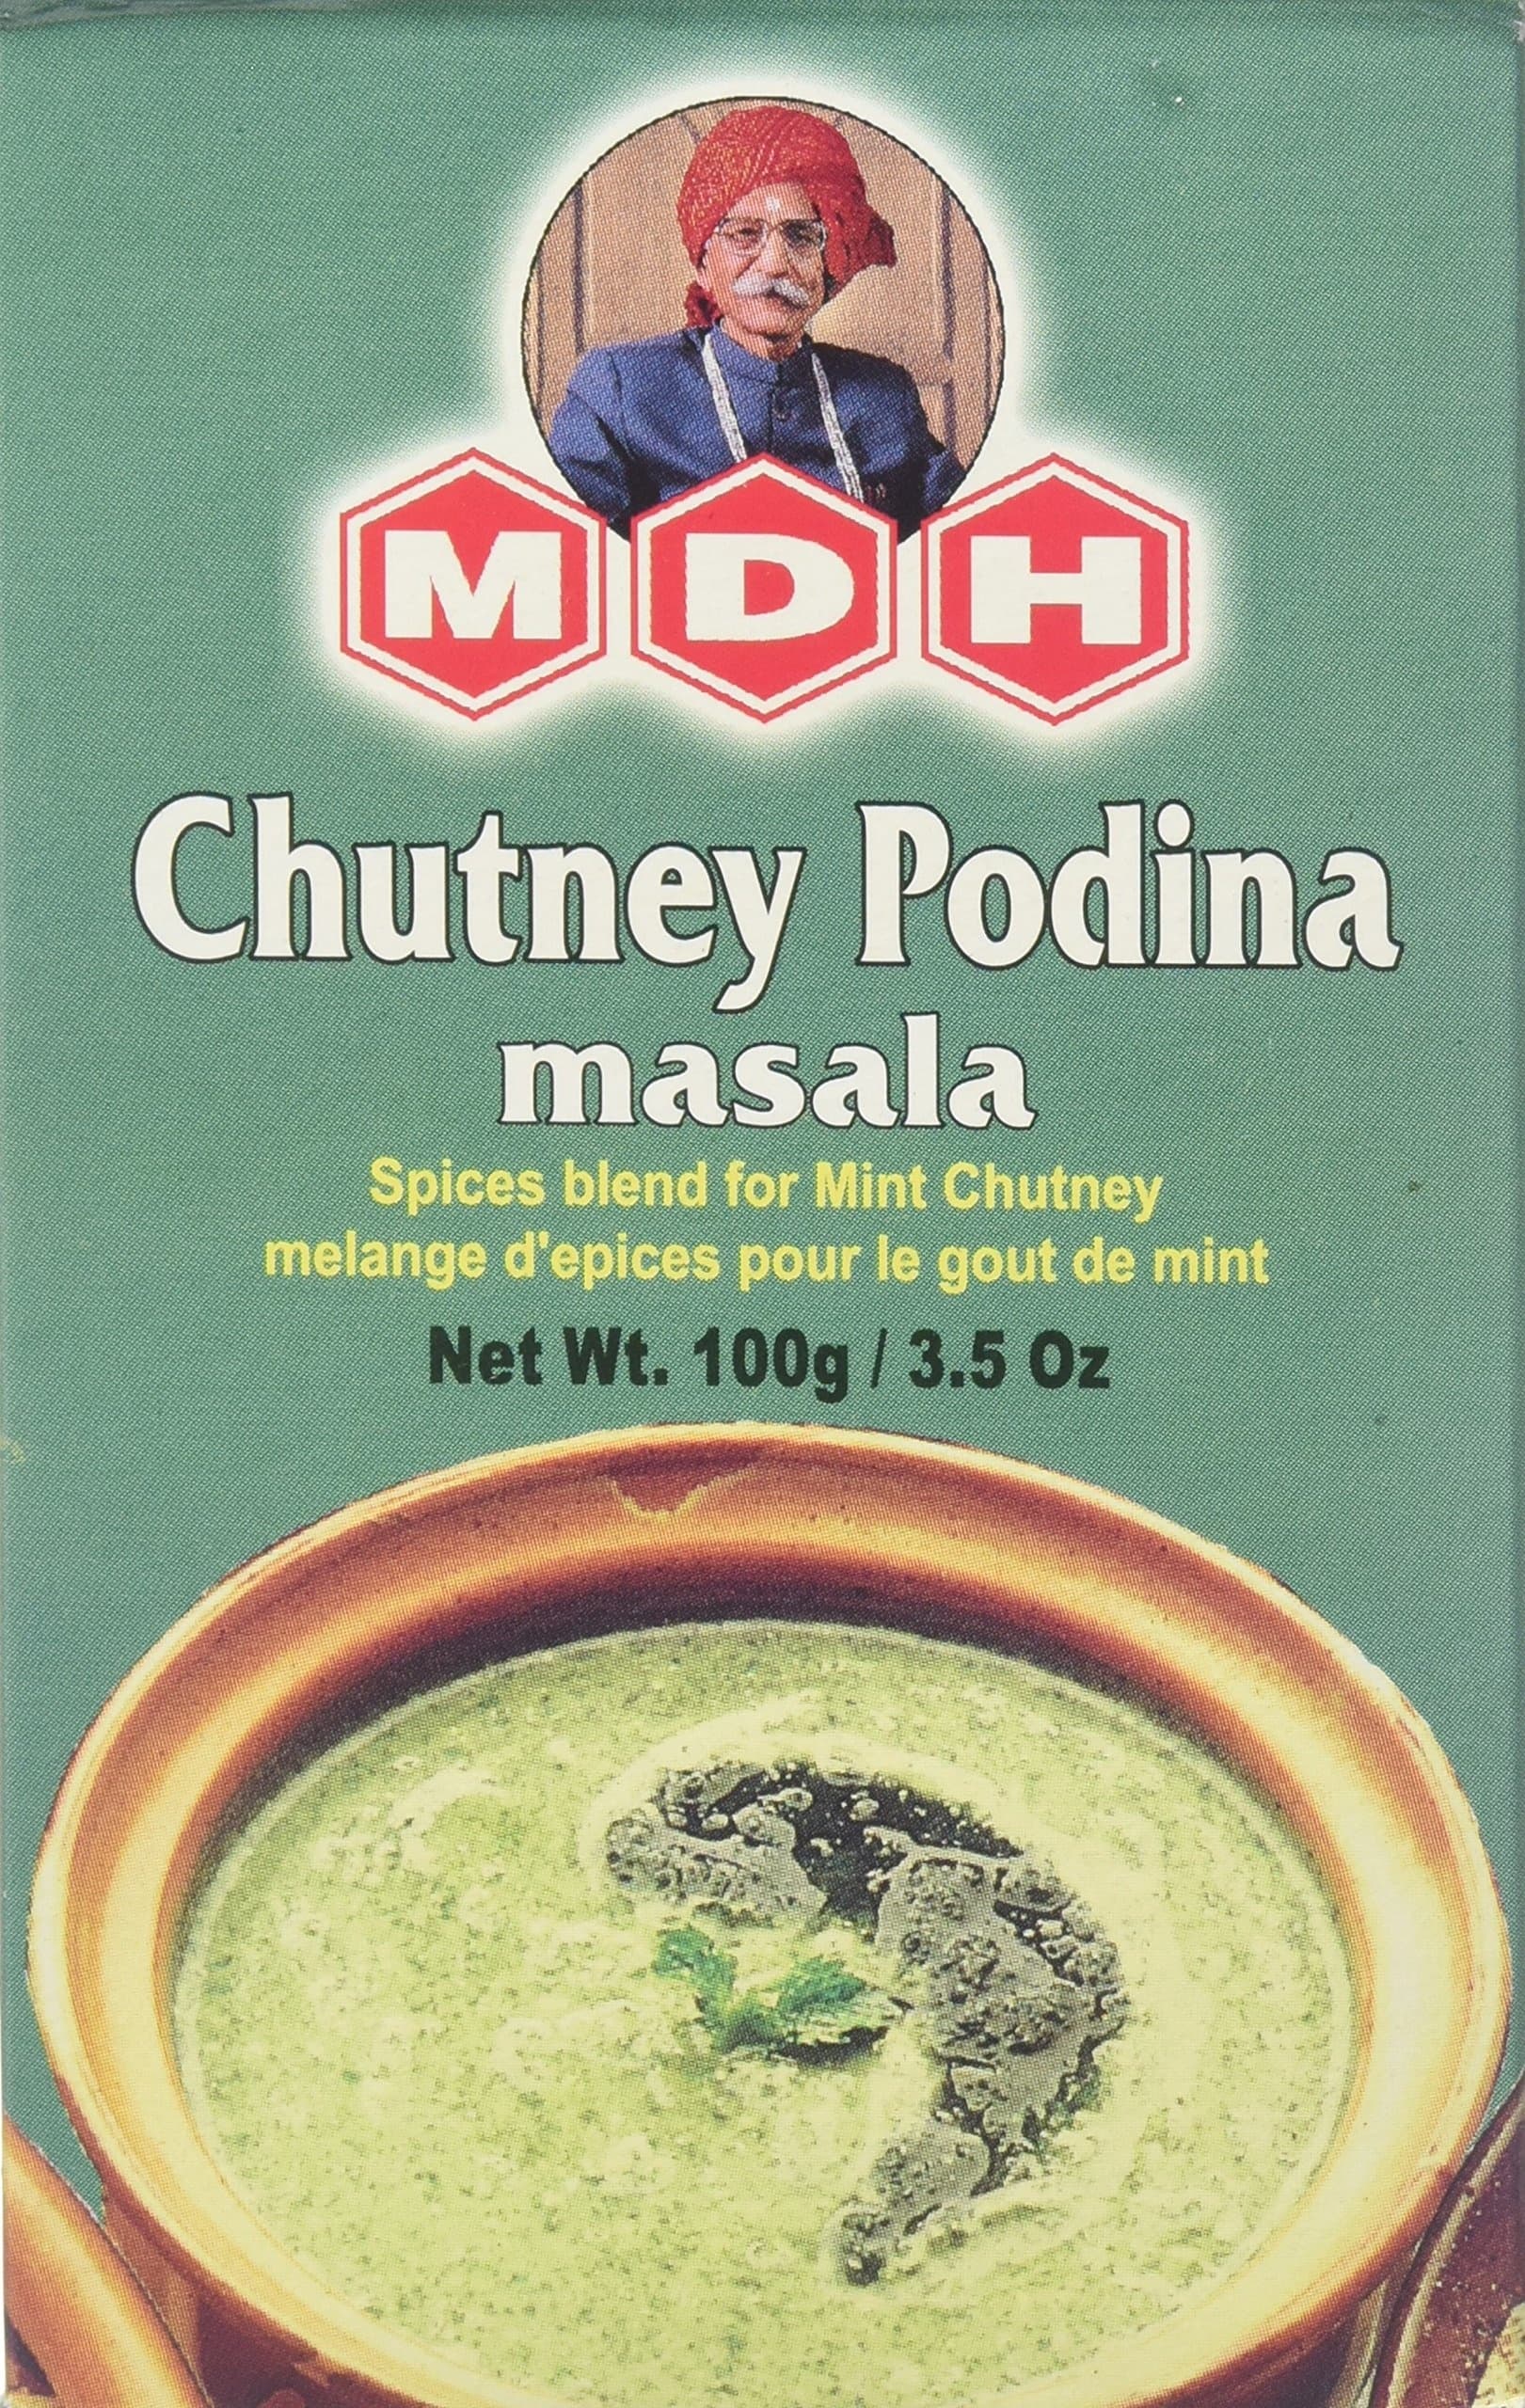 MDH
Chutney Podina
masala
Spices blend for Mint Chutney
melange d'epices pour le gout de mint
Net Wt. 100g / 3.5 Oz